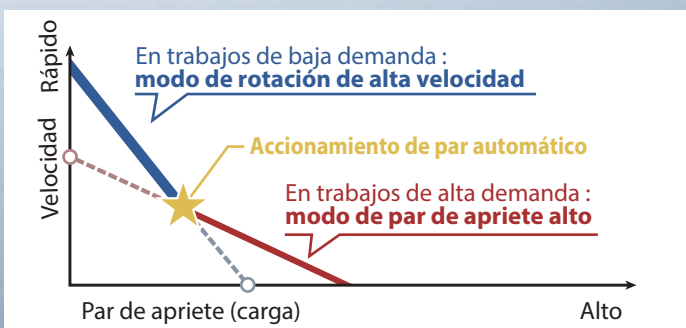 Rápido
Velocidad
En trabajos de baja demanda :
modo de rotación de alta velocidad
Accionamiento de par automático
En trabajos de alta demanda :
modo de par de apriete alto
Par de apriete (carga)
Alto